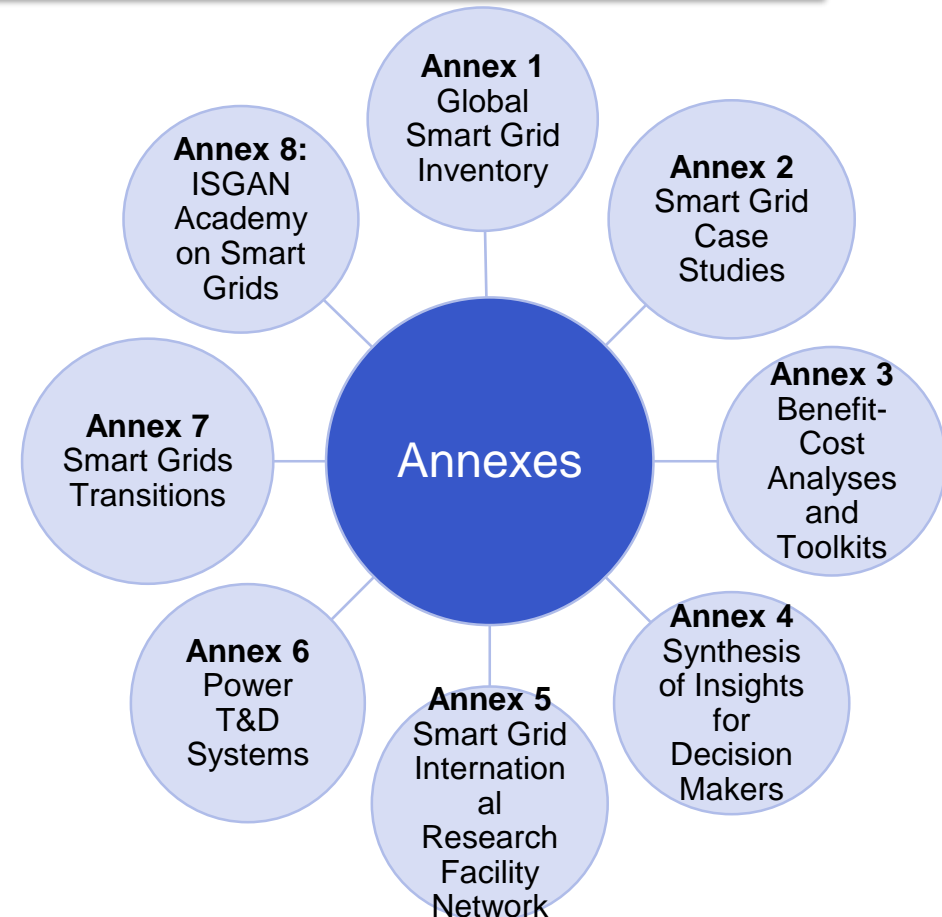 Annex 1
Global
Smart Grid
Inventory
Annex 2
Smart Grid
Case
Studies
Annex 3
Benefit-
Cost
Analyses
and
Toolkits
Annex 4
Synthesis
of Insights
for
Decision
Makers
Annex 5
Smart Grid
Internation
al
Research
Facility
Network
Annex 6
Power
T&D
Systems
Annex 7
Smart Grids
Transitions
Annex 8:
ISGAN
Academy
on Smart
Grids
Annexes